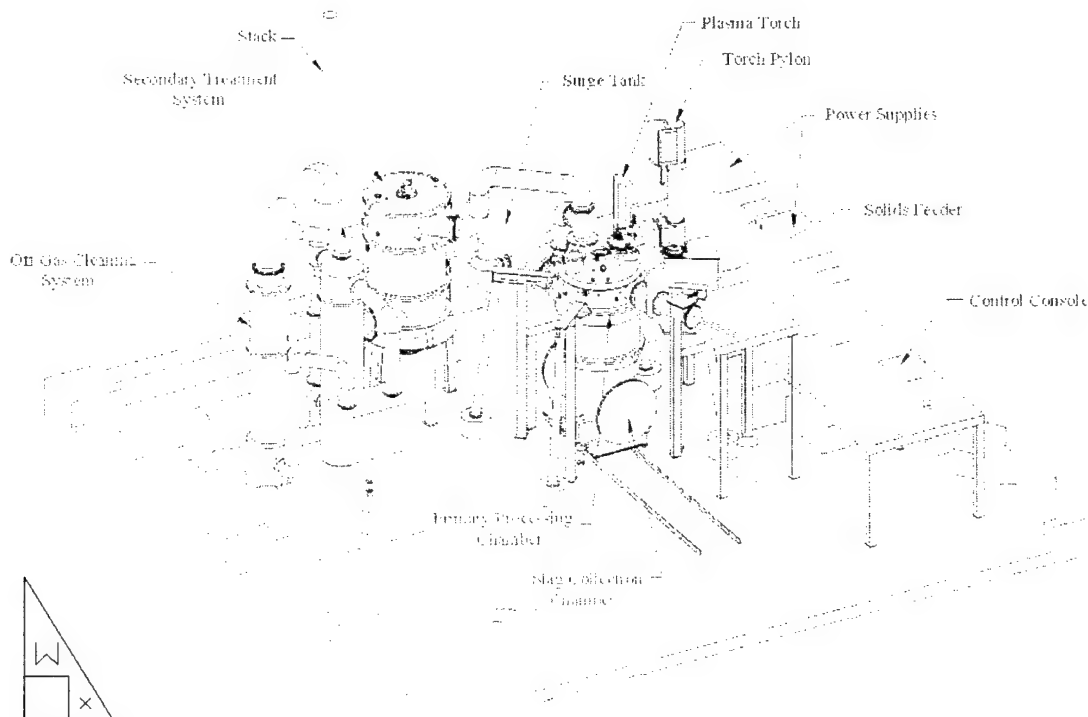 Stack
Secondary Treatment
System
Surge Tank
Plasma Torch
Torch Pylon
Power Supplies
Solids Feeder
Control Console
Off Gas Cleaning
System
Primary Processing
Chamber
Slag Collection
Chamber